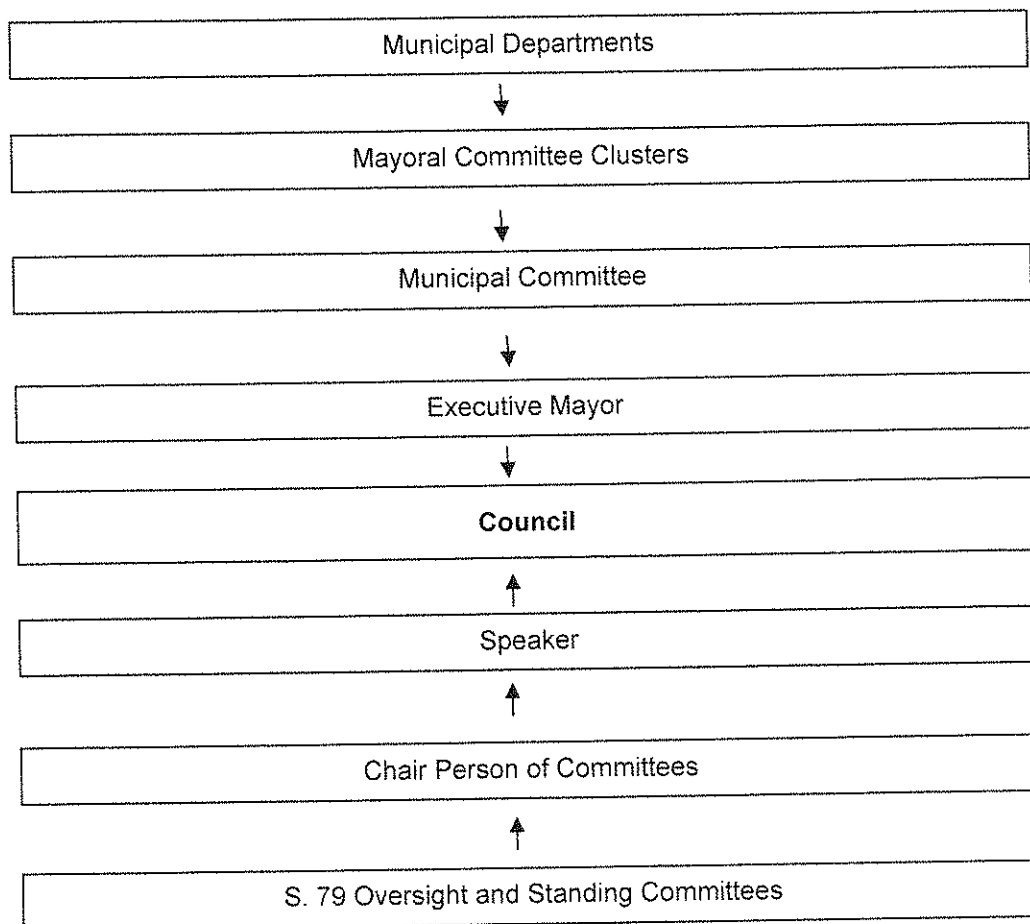 Municipal Departments
Mayoral Committee Clusters
Municipal Committee
Executive Mayor
Council
Speaker
Chair Person of Committees
S. 79 Oversight and Standing Committees